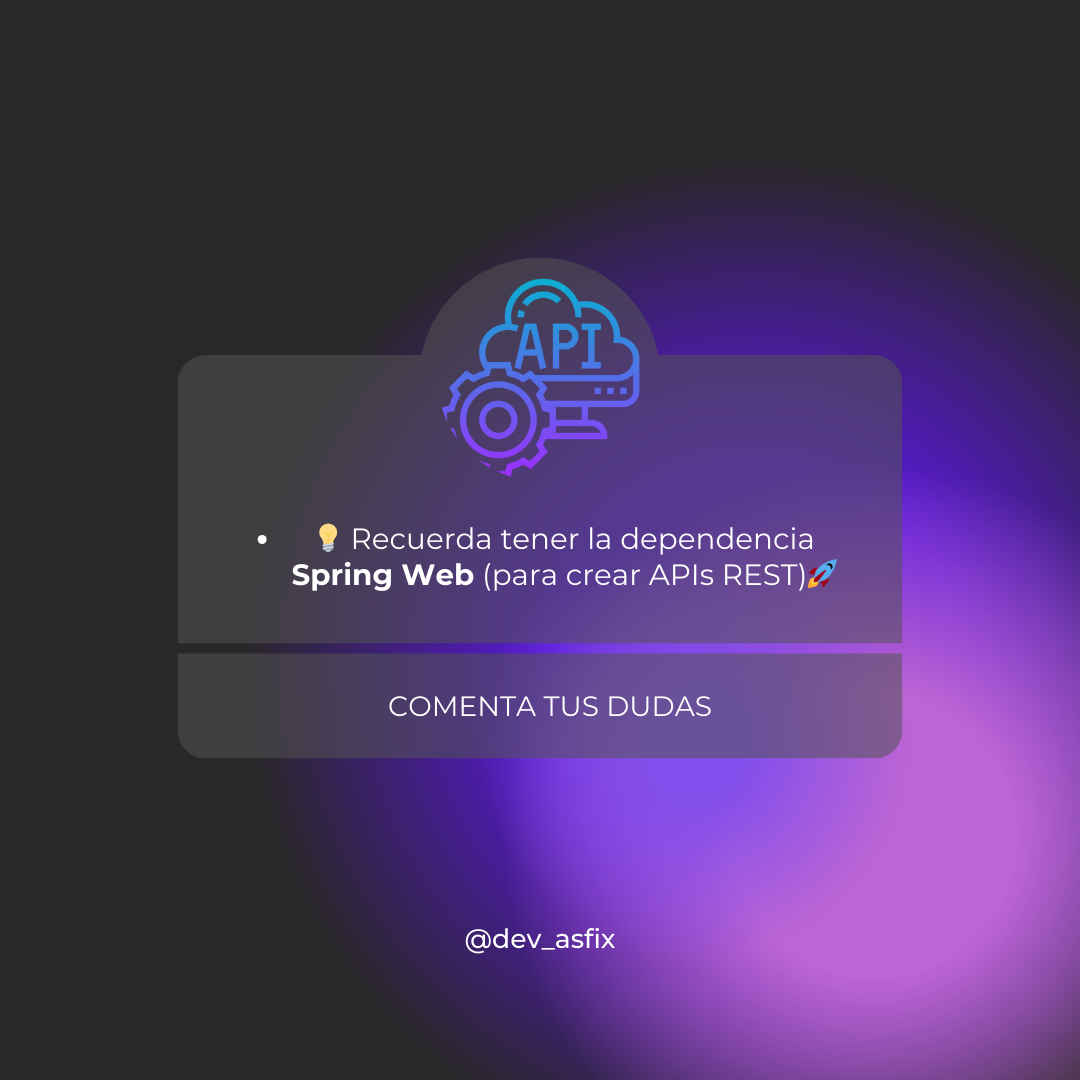 API
• 💡 Recuerda tener la dependencia
Spring Web (para crear APIs REST)🚀
COMENTA TUS DUDAS
@dev_asfix